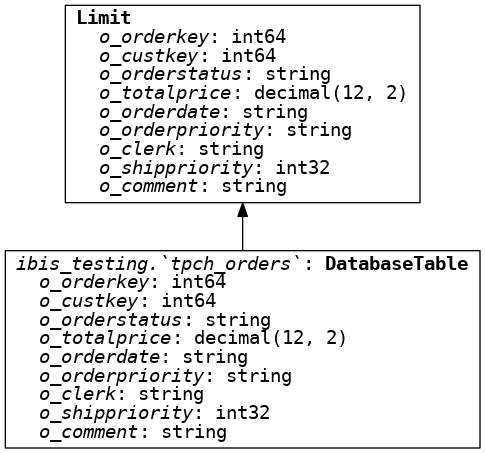 Limit
o_orderkey: int64
o_custkey: int64
o_orderstatus: string
o_totalprice: decimal(12, 2)
o_orderdate: string
o_orderpriority: string
o_clerk: string
o_shippriority: int32
o_comment: string
ibis_testing.`tpch_orders`: DatabaseTable
o_orderkey: int64
o_custkey: int64
o_orderstatus: string
o_totalprice: decimal(12, 2)
o_orderdate: string
o_orderpriority: string
o_clerk: string
o_shippriority: int32
o_comment: string